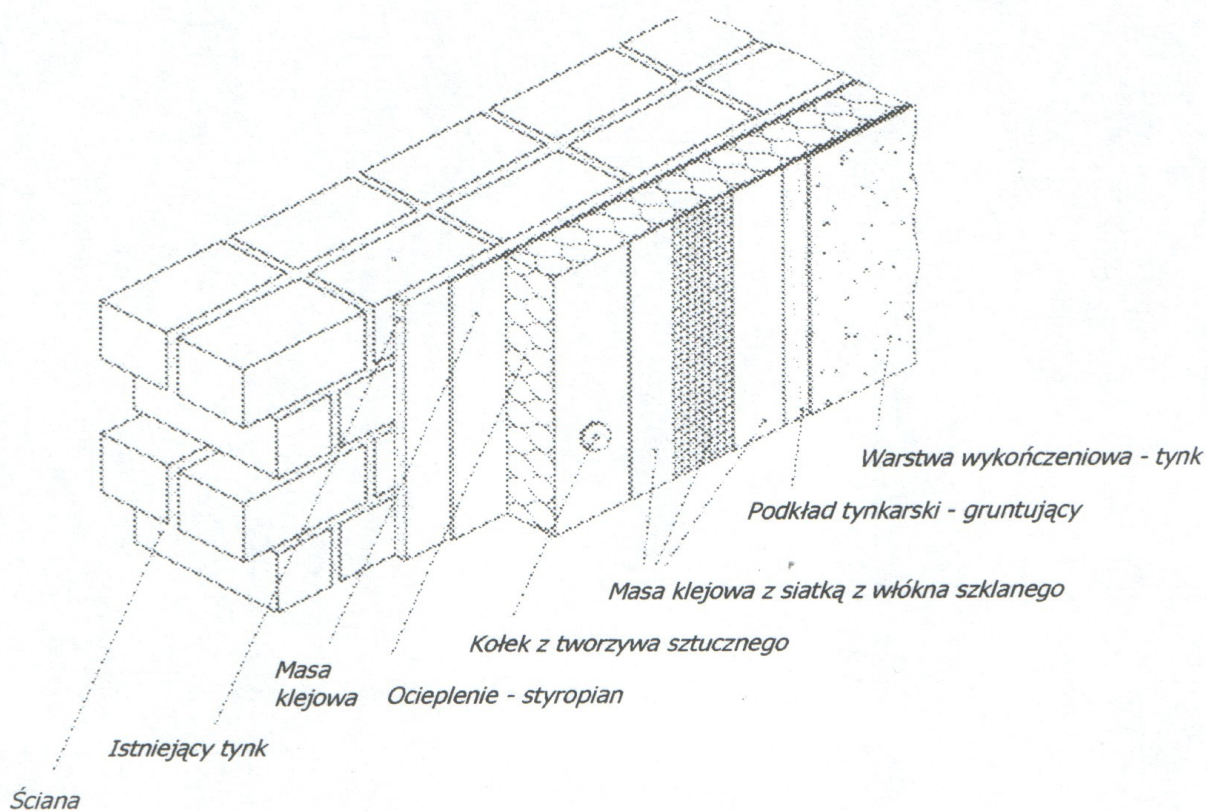 Warstwa wykończeniowa - tynk
Podkład tynkarski - gruntujący
Masa klejowa z siatką z włókna szklanego
Kołek z tworzywa sztucznego
Masa
klejowa
Ocieplenie - styropian
Istniejący tynk
Ściana